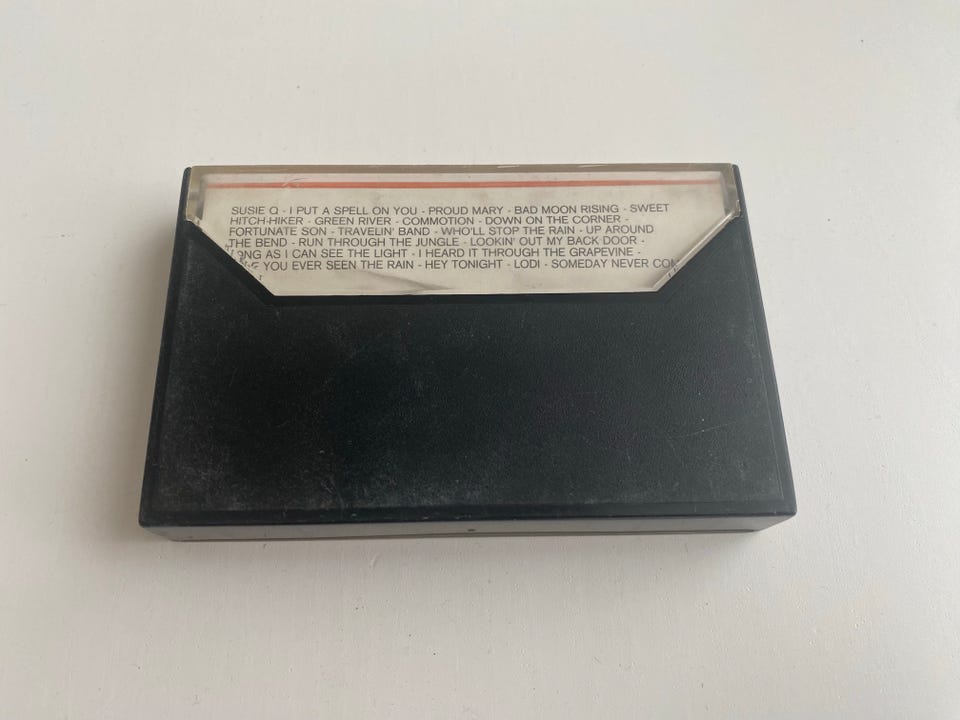 SUSIE Q - I PUT A SPELL ON YOU - PROUD MARY - BAD MOON RISING - SWEET
HITCH-HIKER - GREEN RIVER - COMMOTION - DOWN ON THE CORNER -
FORTUNATE SON - TRAVELIN' BAND - WHO'LL STOP THE RAIN - UP AROUND
THE BEND - RUN THROUGH THE JUNGLE - LOOKIN' OUT MY BACK DOOR -
LONG AS I CAN SEE THE LIGHT - I HEARD IT THROUGH THE GRAPEVINE -
YOU EVER SEEN THE RAIN - HEY TONIGHT - LODI - SOMEDAY NEVER COM